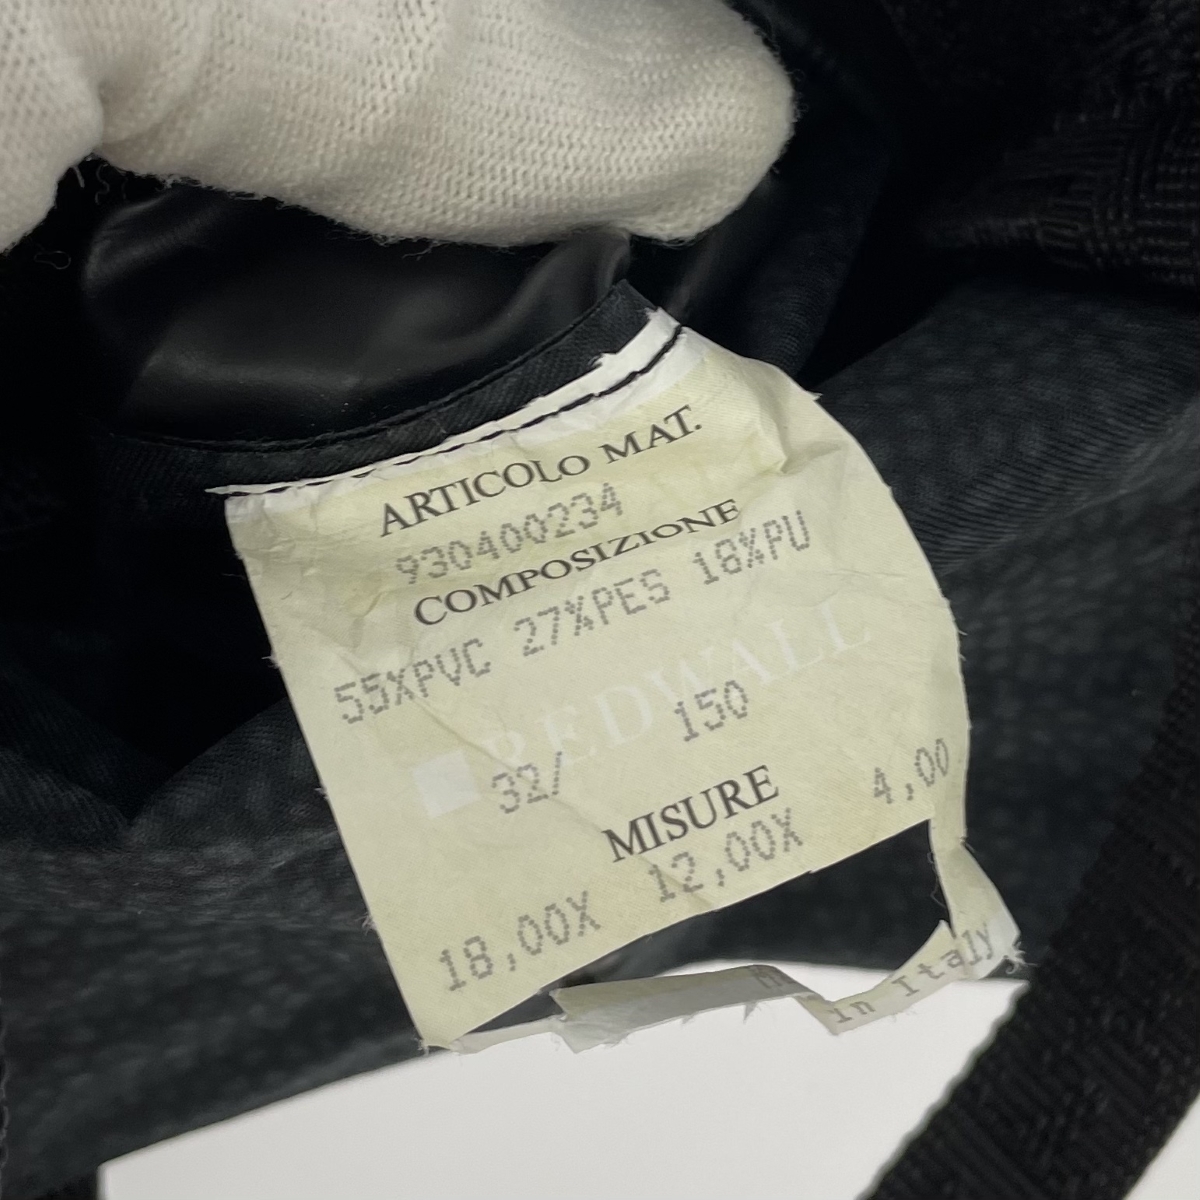 ARTICOLO MAT.
930400234
COMPOSIZIONE
55%PVC 27%PES 18%PU
REDWALL
32/ 150
MISURE
18,00X 12,00X 4,00
in Italy